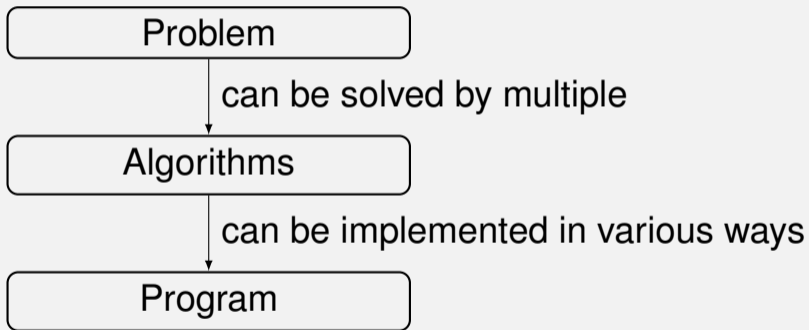 Problem
can be solved by multiple
Algorithms
can be implemented in various ways
Program